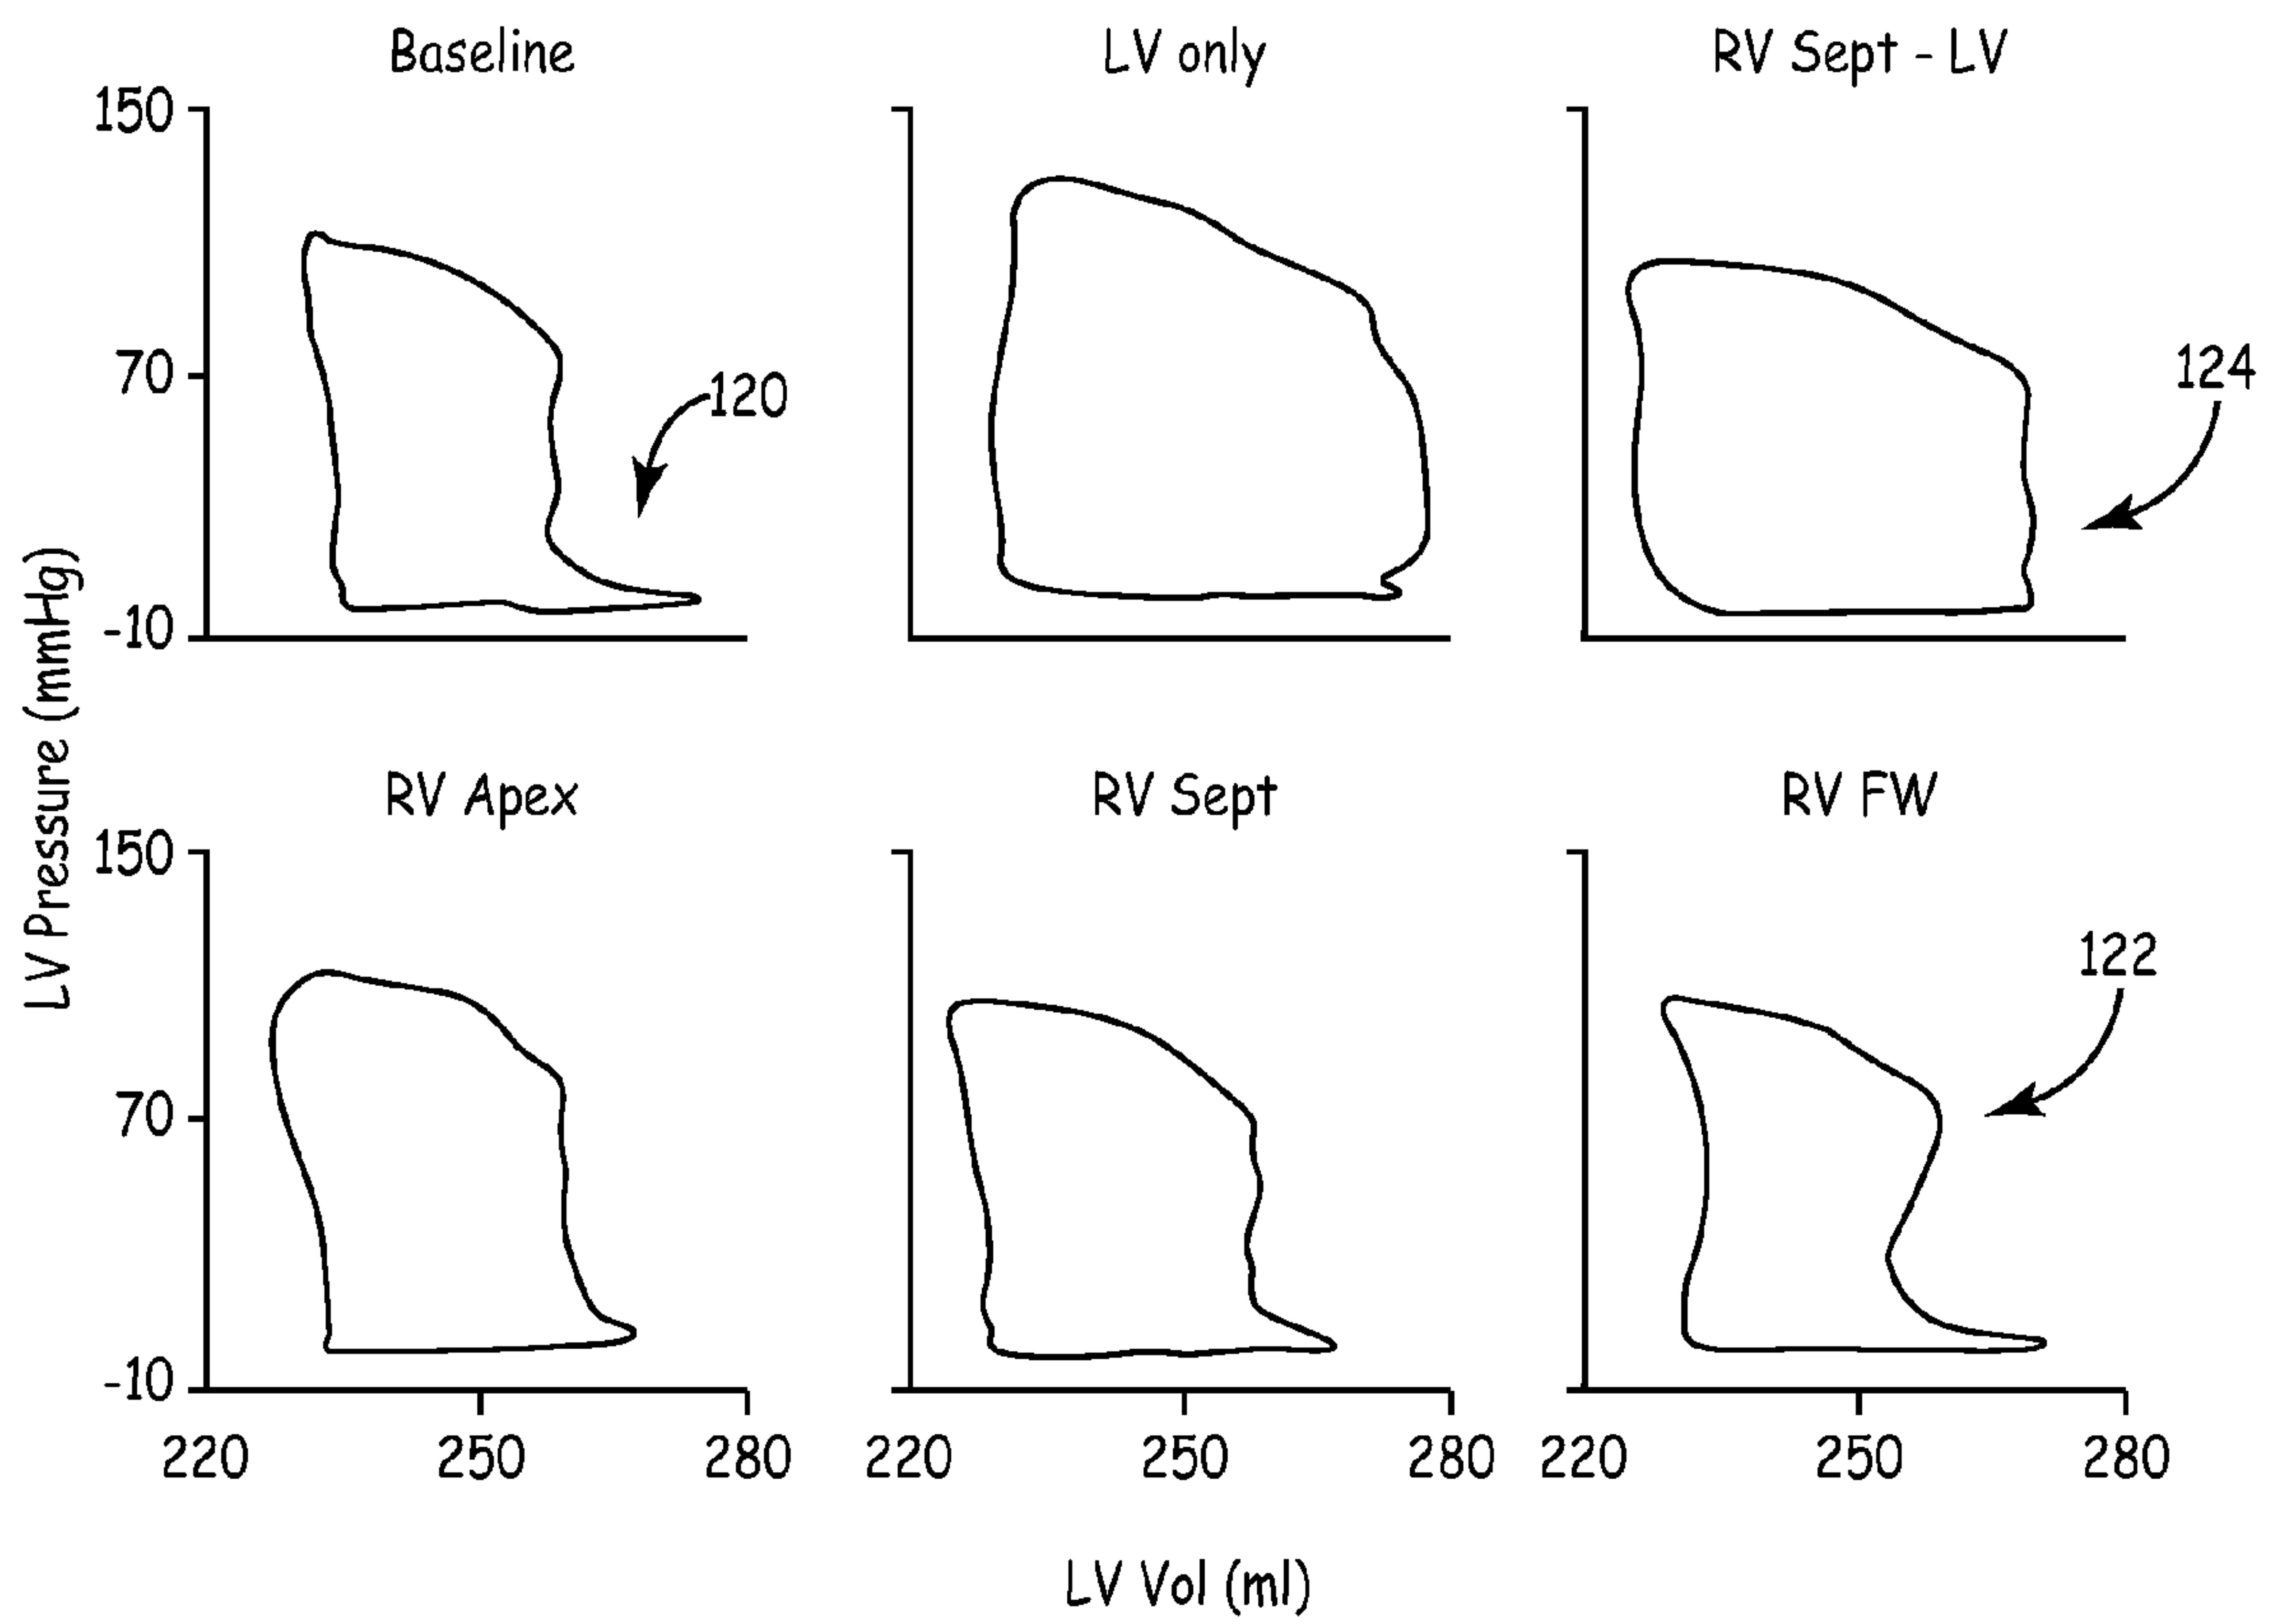 Baseline
LV only
RV Sept - LV
150
70
-10
120
124
LV Pressure (mmHg)
RV Apex
RV Sept
RV FW
150
70
-10
122
220 250 280
220 250 280
220 250 280
LV Vol (ml)